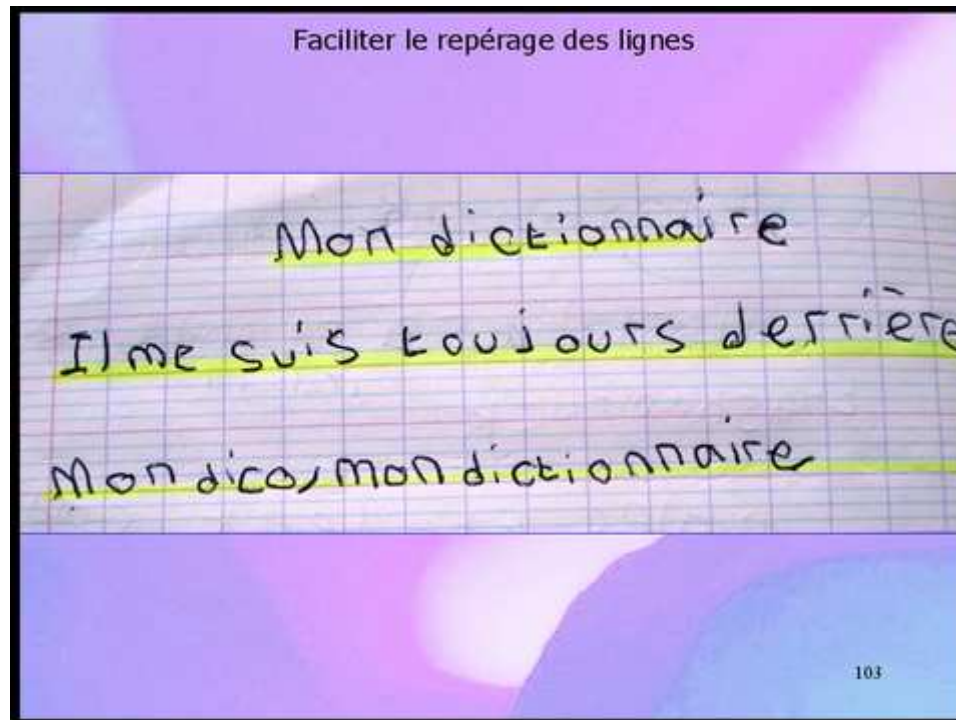 Faciliter le repérage des lignes
Mon dictionnaire
Il me suis toujours derrière
Mon dico, mon dictionnaire
103